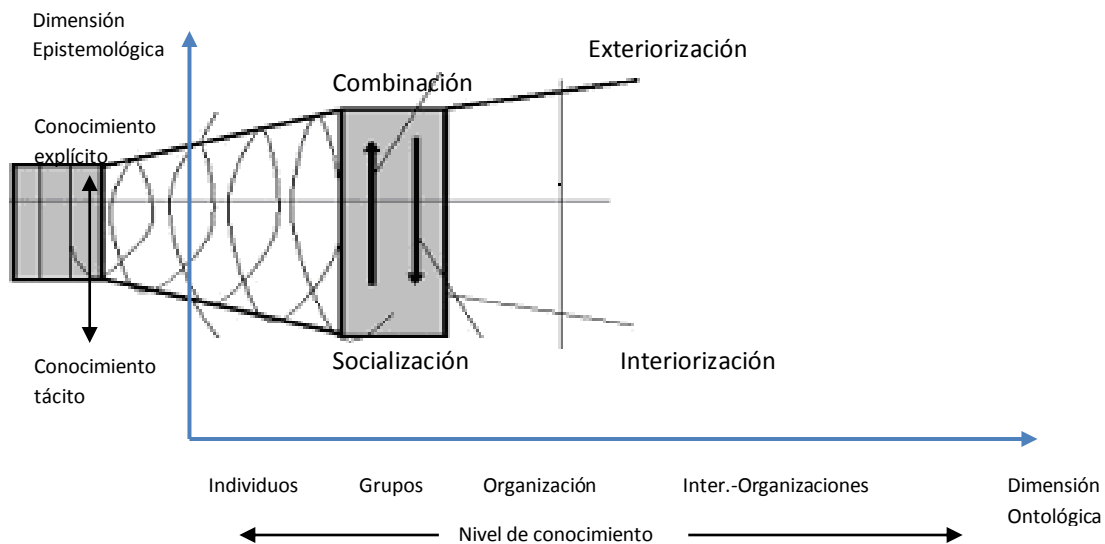 Dimensión
Epistemológica
Exteriorización
Combinación
Conocimiento
explícito
Conocimiento
tácito
Socialización
Interiorización
Individuos
Grupos
Organización
Inter.-Organizaciones
Dimensión
Ontológica
Nivel de conocimiento